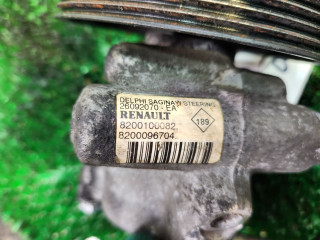 DELPHI SAGINAW STEERING
26092070 - EA
RENAULT
8200100082
189
8200096704